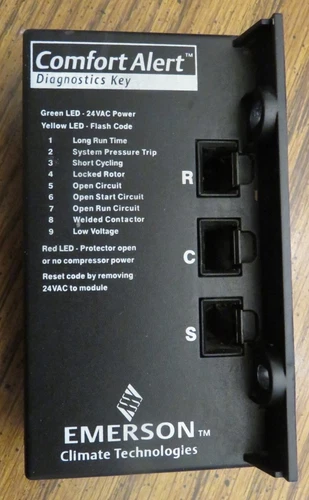 Comfort Alert™
Diagnostics Key
Green LED - 24VAC Power
Yellow LED - Flash Code
1 Long Run Time
2 System Pressure Trip
3 Short Cycling
4 Locked Rotor
5 Open Circuit
6 Open Start Circuit
7 Open Run Circuit
8 Welded Contactor
9 Low Voltage
Red LED - Protector open
or no compressor power
Reset code by removing
24VAC to module
R
C
S
EMERSON™
Climate Technologies